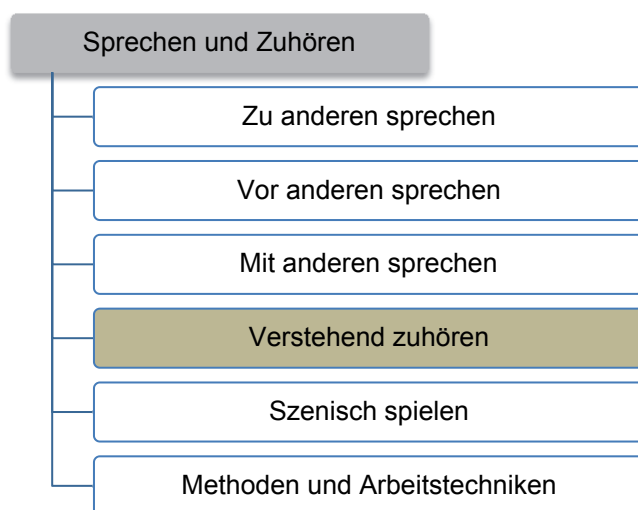 Sprechen und Zuhören
Zu anderen sprechen
Vor anderen sprechen
Mit anderen sprechen
Verstehend zuhören
Szenisch spielen
Methoden und Arbeitstechniken